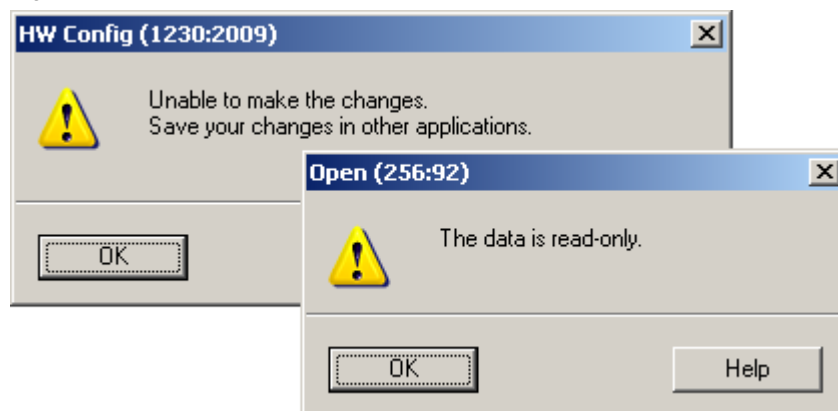 HW Config (1230:2009)
Unable to make the changes.
Save your changes in other applications.
OK
Open (256:92)
The data is read-only.
OK
Help